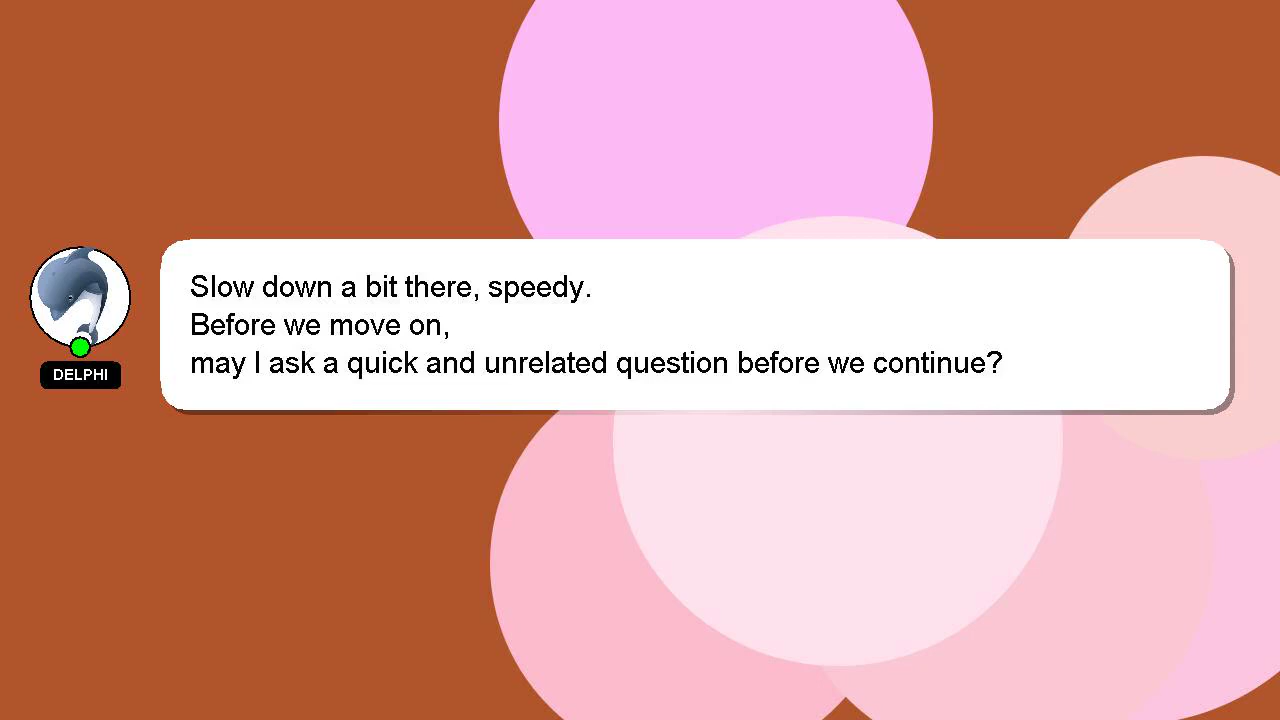 Slow down a bit there, speedy.
Before we move on,
may I ask a quick and unrelated question before we continue?
DELPHI